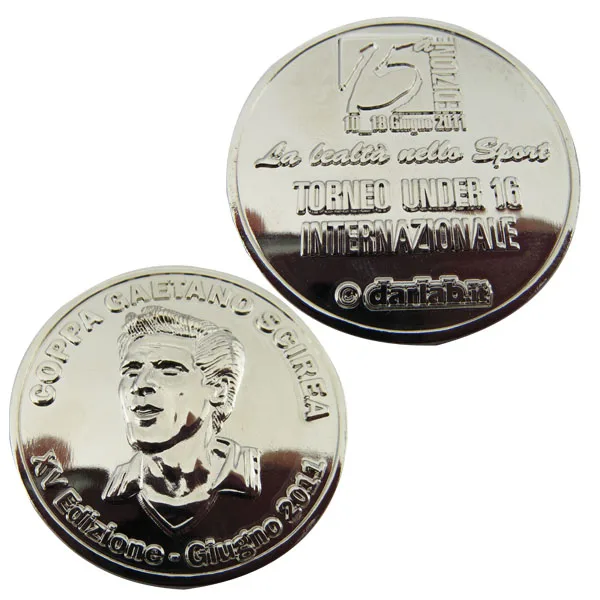 15ª
EDIZIONE
10_19 Giugno 2011
La lealtà nello Sport
TORNEO UNDER 16
INTERNAZIONALE
© darlab.it
COPPA GAETANO SCIREA
XIV Edizione - Giugno 2011